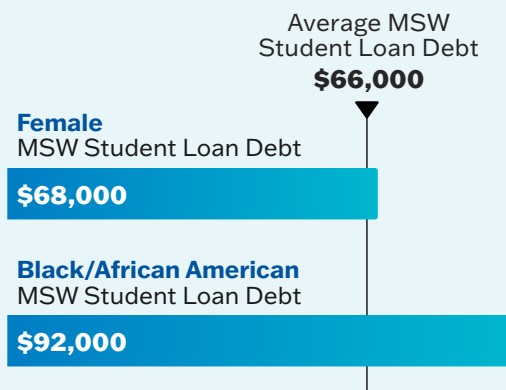 Average MSW
Student Loan Debt
$66,000
Female
MSW Student Loan Debt
$68,000
Black/African American
MSW Student Loan Debt
$92,000